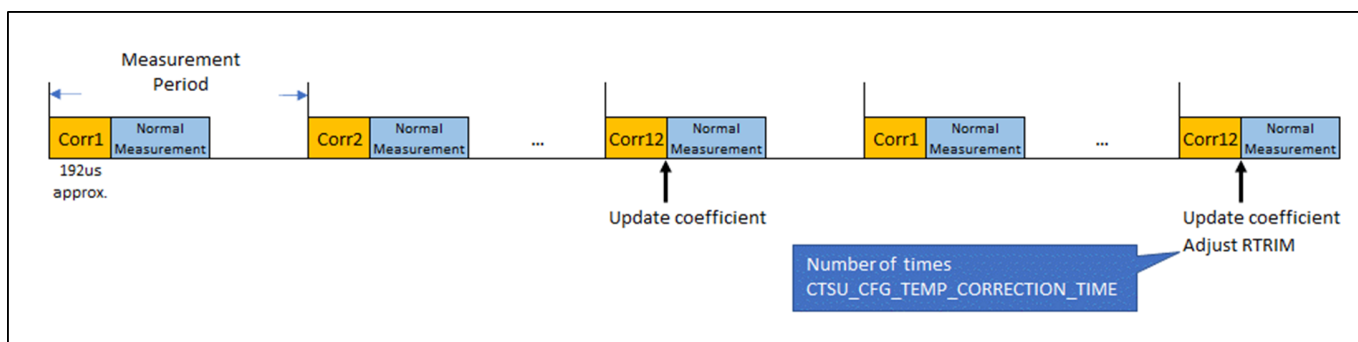 Measurement
Period
Corr1
Normal
Measurement
Corr2
Normal
Measurement
...
Corr12
Normal
Measurement
Corr1
Normal
Measurement
...
Corr12
Normal
Measurement
192us
approx.
Update coefficient
Update coefficient
Adjust RTRIM
Number of times
CTSU_CFG_TEMP_CORRECTION_TIME